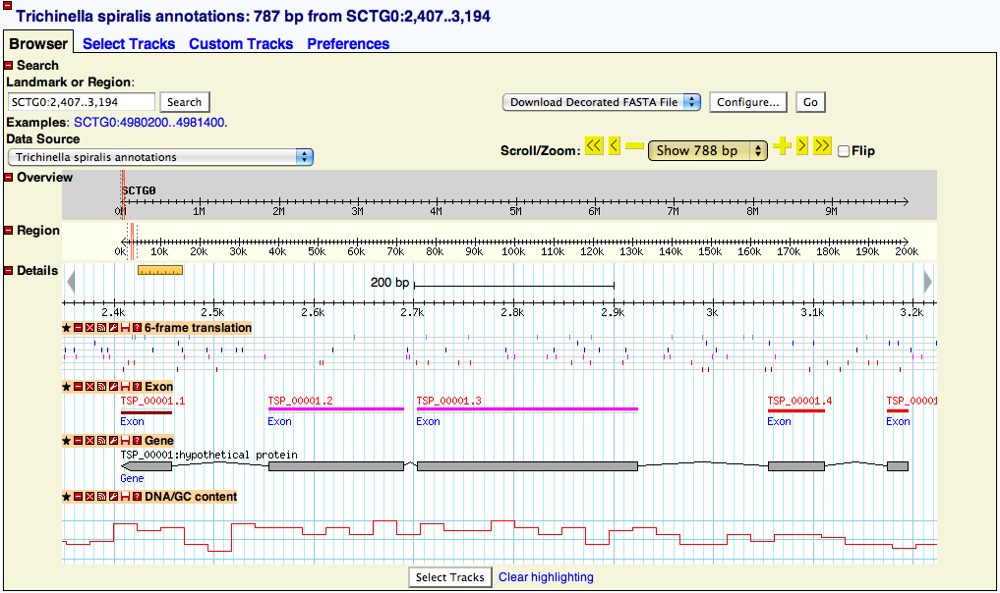 Trichinella spiralis annotations: 787 bp from SCTG0:2,407..3,194
Browser Select Tracks Custom Tracks Preferences
Search
Landmark or Region:
SCTG0:2,407..3,194 Search Download Decorated FASTA File Configure... Go
Examples: SCTG0:4980200..4981400.
Data Source
Trichinella spiralis annotations Scroll/Zoom: << < Show 788 bp > >> Flip
Overview
SCTG0
0M 1M 2M 3M 4M 5M 6M 7M 8M 9M
Region
0k 10k 20k 30k 40k 50k 60k 70k 80k 90k 100k 110k 120k 130k 140k 150k 160k 170k 180k 190k 200k
Details
200 bp
2.4k 2.5k 2.6k 2.7k 2.8k 2.9k 3k 3.1k 3.2k
6-frame translation
Exon
TSP_00001.1 TSP_00001.2 TSP_00001.3 TSP_00001.4 TSP_00001
Exon Exon Exon Exon Exon
Gene
TSP_00001:hypothetical protein
Gene
DNA/GC content
Select Tracks Clear highlighting